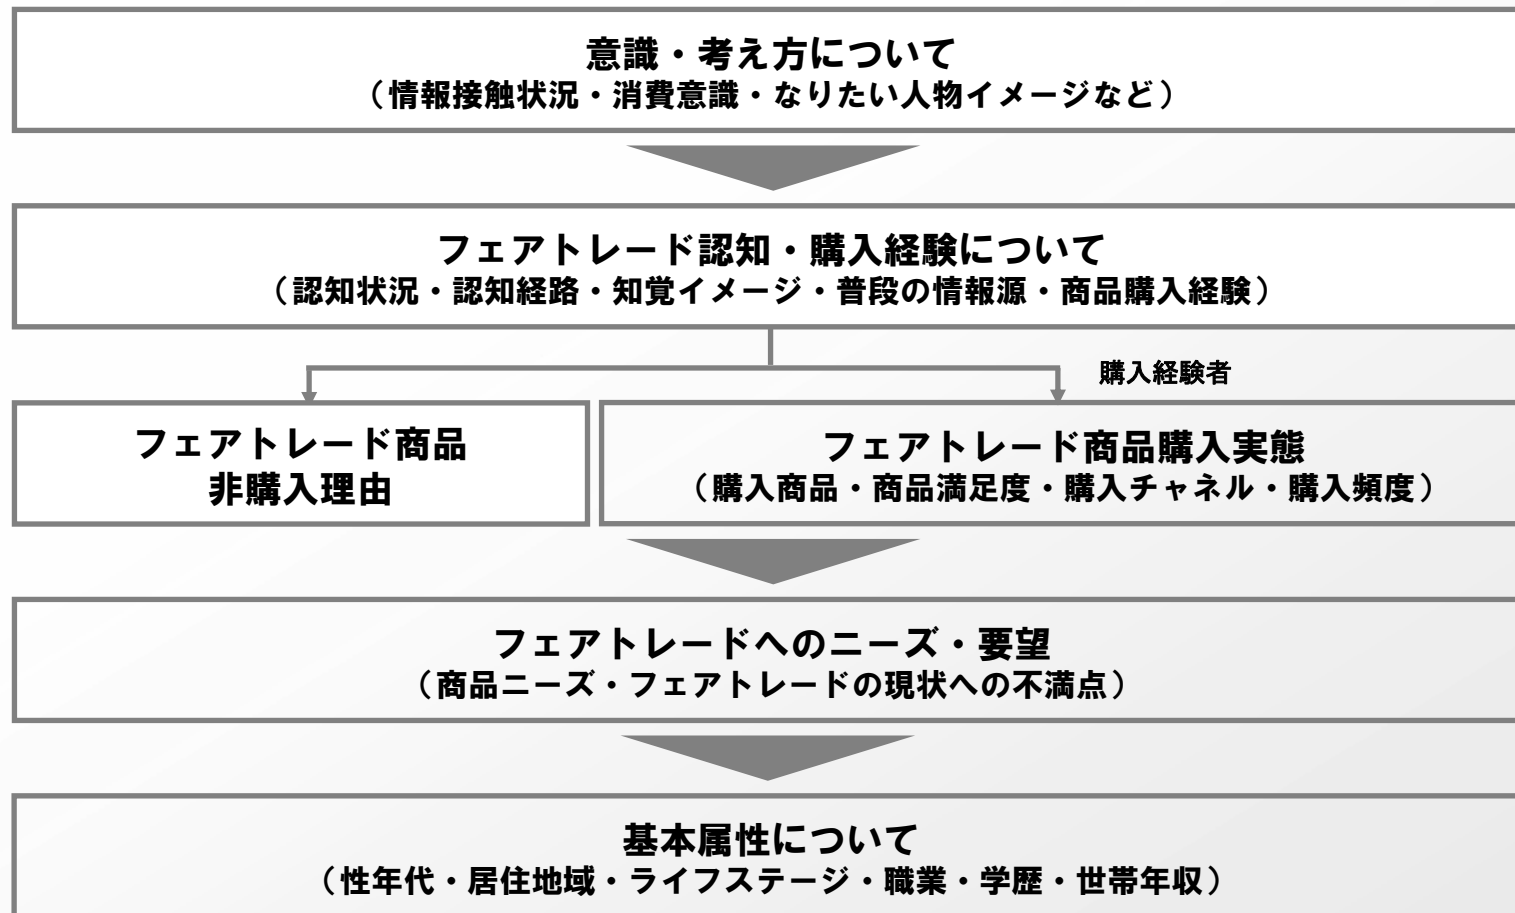 意識・考え方について
（情報接触状況・消費意識・なりたい人物イメージなど）
フェアトレード認知・購入経験について
（認知状況・認知経路・知覚イメージ・普段の情報源・商品購入経験）
購入経験者
フェアトレード商品
非購入理由
フェアトレード商品購入実態
（購入商品・商品満足度・購入チャネル・購入頻度）
フェアトレードへのニーズ・要望
（商品ニーズ・フェアトレードの現状への不満点）
基本属性について
（性年代・居住地域・ライフステージ・職業・学歴・世帯年収）